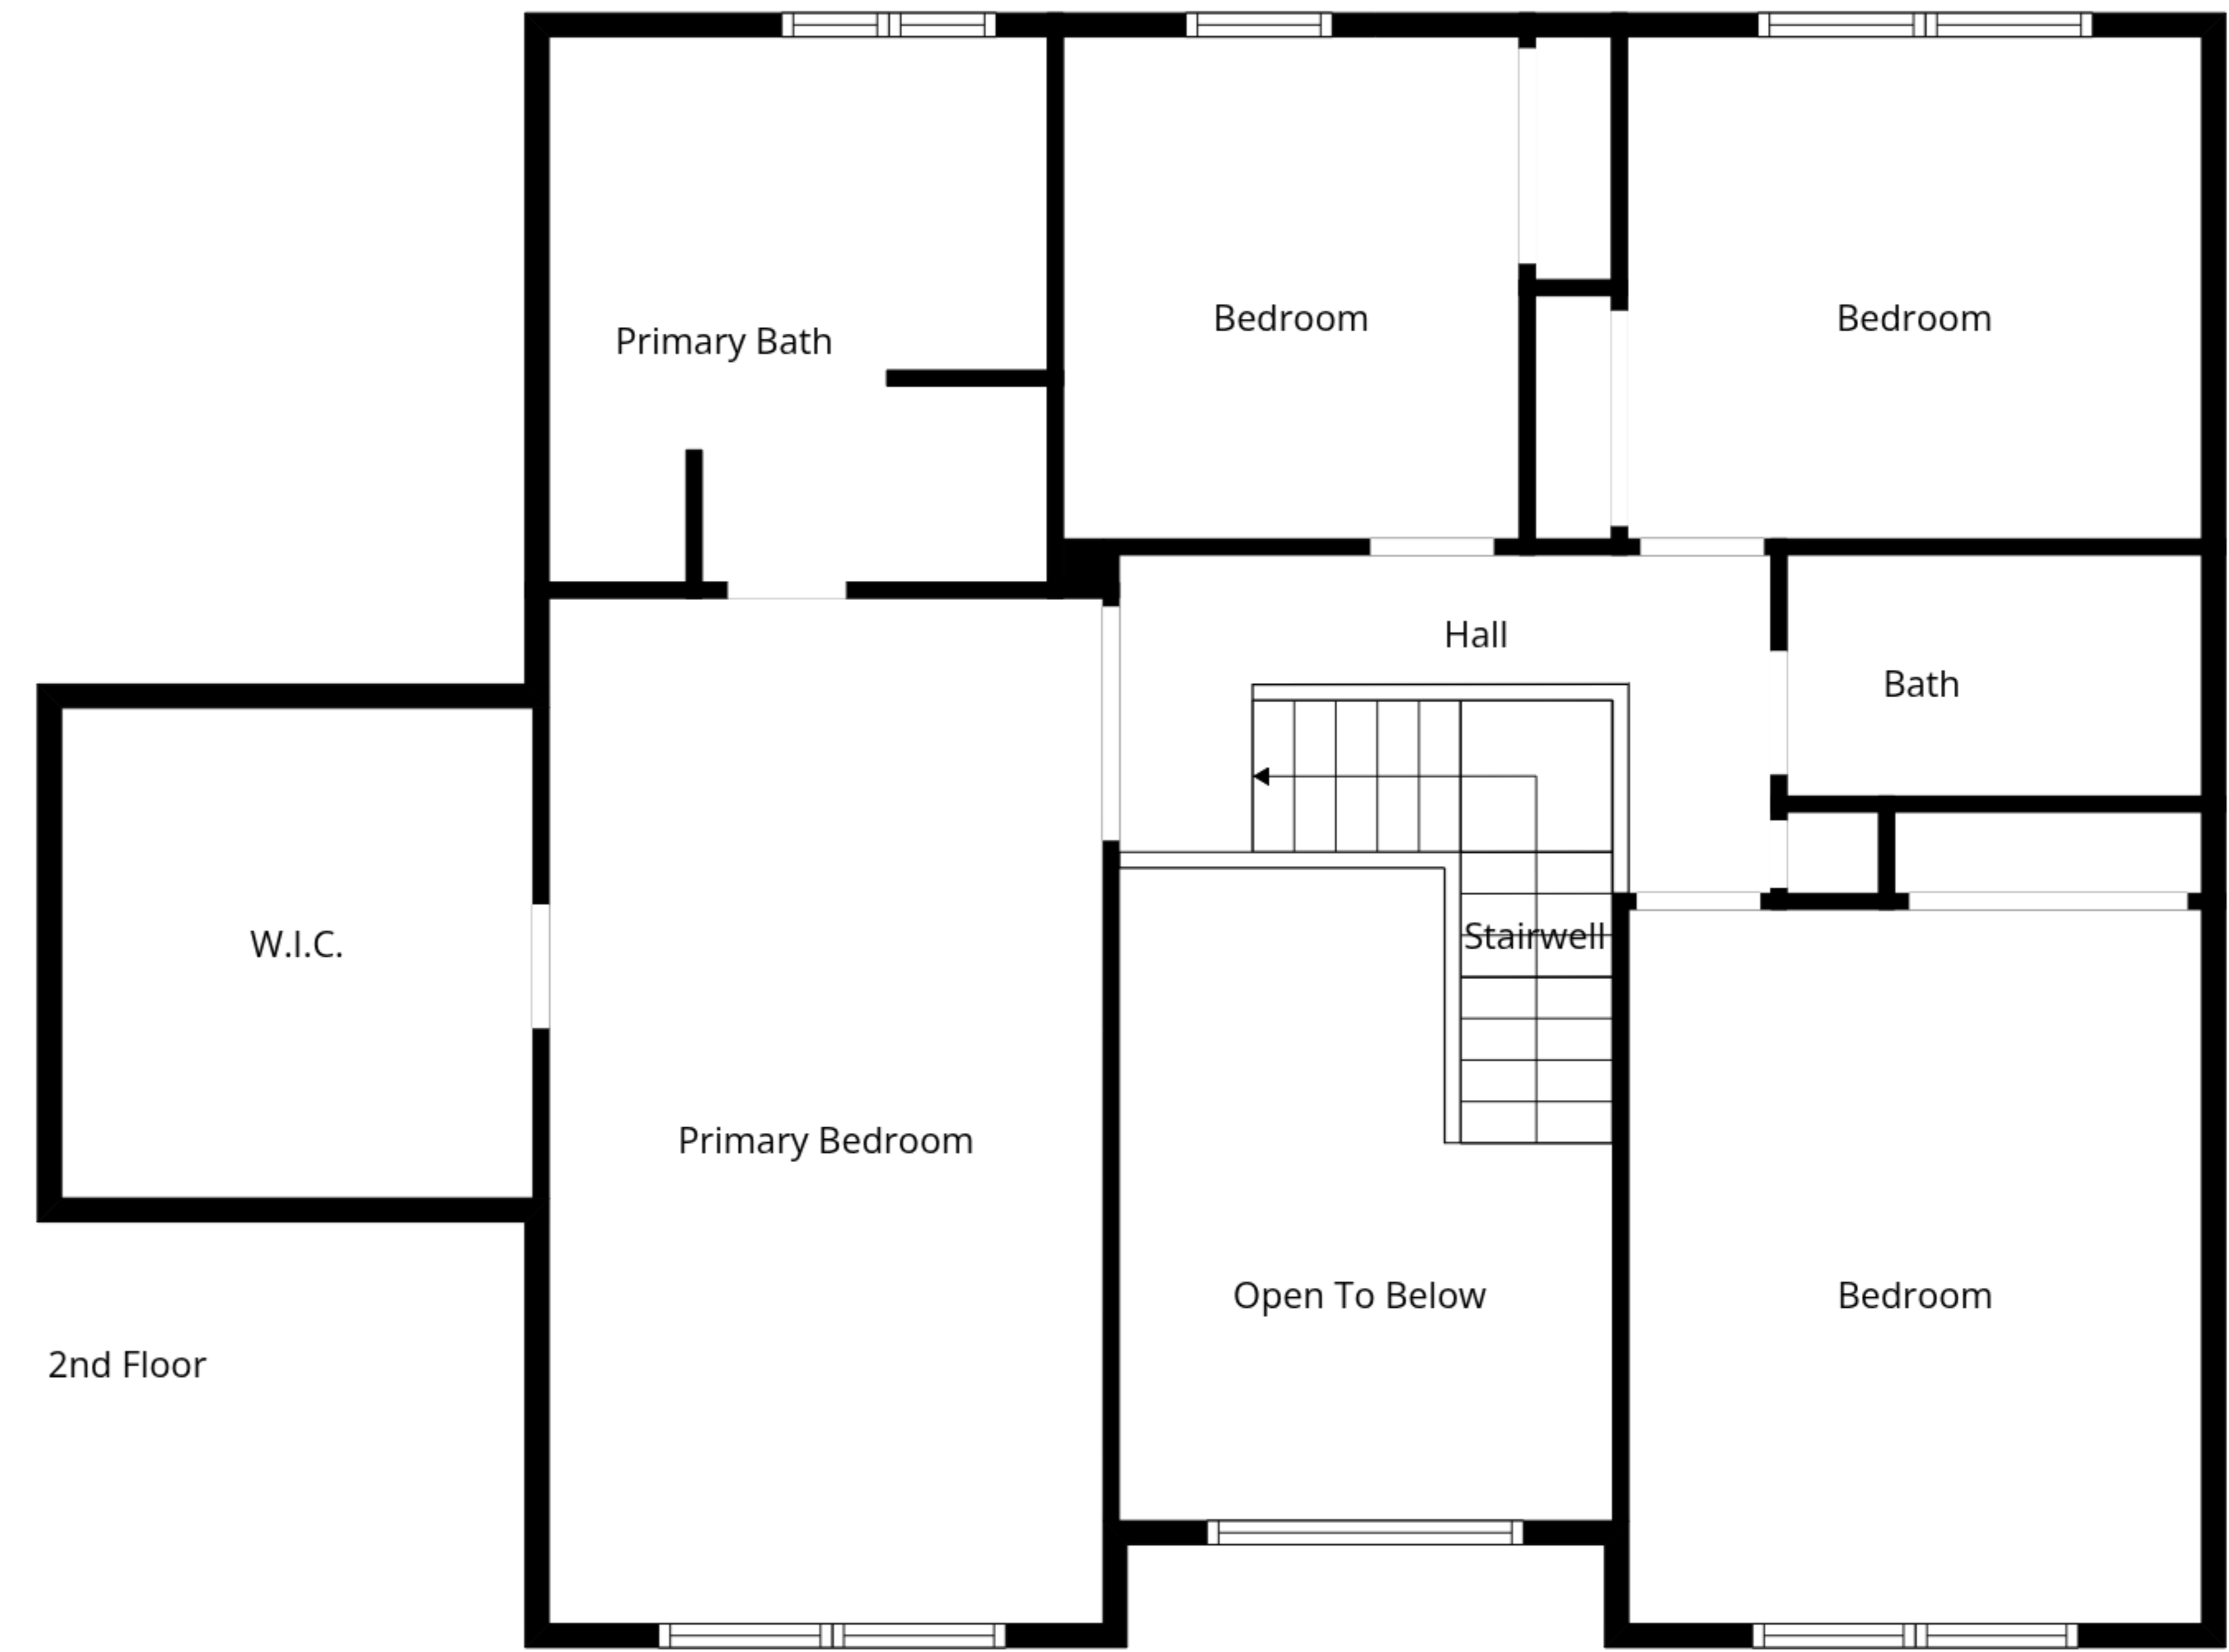 Bedroom
Bedroom
Primary Bath
Hall
Bath
Stairwell
W.I.C.
Primary Bedroom
Open To Below
Bedroom
2nd Floor